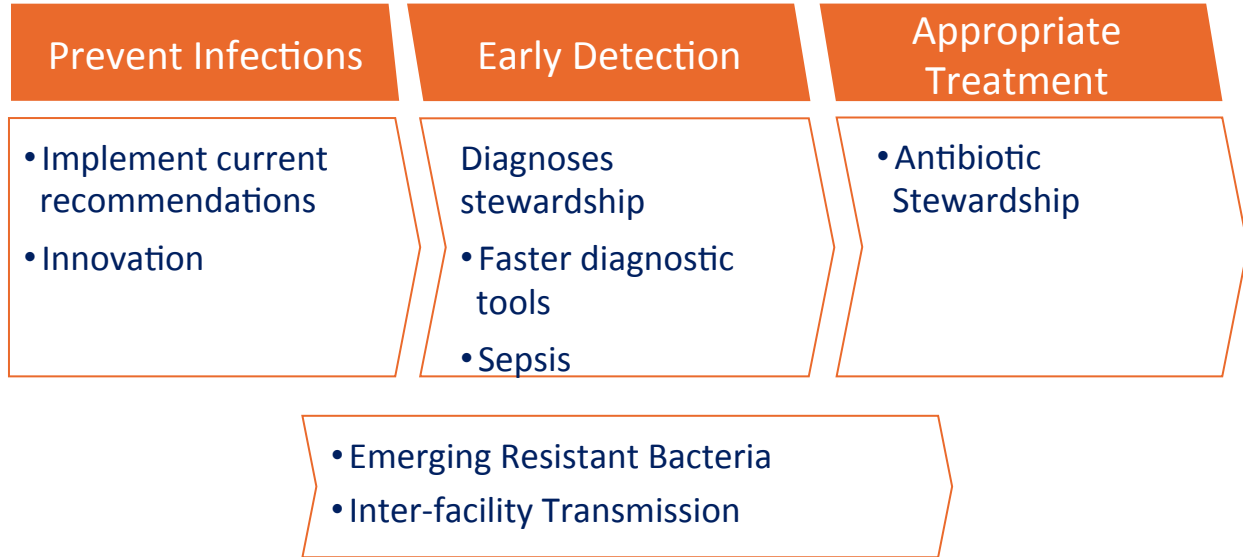 Prevent Infections
• Implement current
recommendations
• Innovation
Early Detection
Diagnoses
stewardship
• Faster diagnostic
tools
• Sepsis
Appropriate
Treatment
• Antibiotic
Stewardship
• Emerging Resistant Bacteria
• Inter-facility Transmission